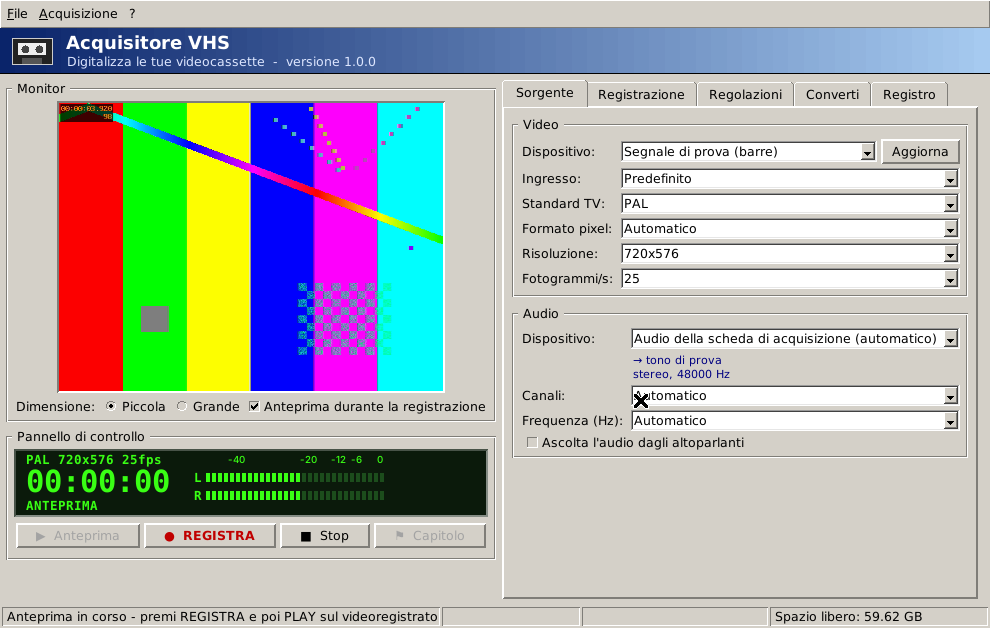 File Acquisizione ?
Acquisitore VHS
Digitalizza le tue videocassette - versione 1.0.0
Monitor
00:00:03.920
98
Dimensione: Piccola Grande Anteprima durante la registrazione
Pannello di controllo
PAL 720x576 25fps
-40 -20 -12 -6 0
00:00:00
L
R
ANTEPRIMA
Anteprima REGISTRA Stop Capitolo
Sorgente Registrazione Regolazioni Converti Registro
Video
Dispositivo: Segnale di prova (barre) Aggiorna
Ingresso: Predefinito
Standard TV: PAL
Formato pixel: Automatico
Risoluzione: 720x576
Fotogrammi/s: 25
Audio
Dispositivo: Audio della scheda di acquisizione (automatico)
→ tono di prova
stereo, 48000 Hz
Canali: Automatico
Frequenza (Hz): Automatico
Ascolta l'audio dagli altoparlanti
Anteprima in corso - premi REGISTRA e poi PLAY sul videoregistrato
Spazio libero: 59.62 GB